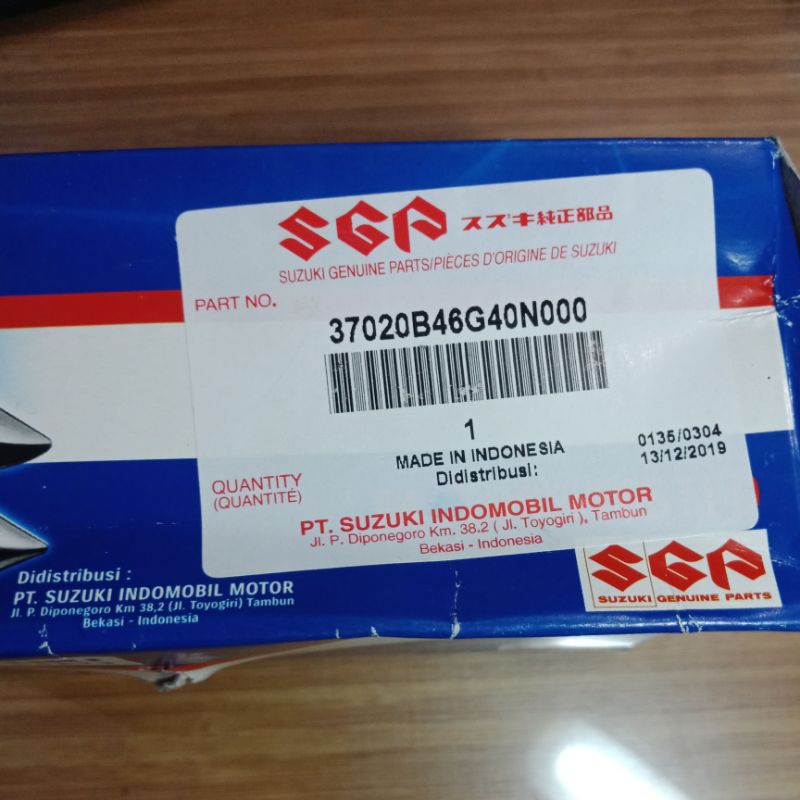 SGP スズキ純正部品
SUZUKI GENUINE PARTS/PIÈCES D'ORIGINE DE SUZUKI
PART NO.
37020B46G40N000
1
MADE IN INDONESIA
Didistribusi:
0135/0304
13/12/2019
QUANTITY
(QUANTITÉ)
PT. SUZUKI INDOMOBIL MOTOR
Jl. P. Diponegoro Km. 38.2 ( Jl. Toyogiri ), Tambun
Bekasi - Indonesia
SGP
SUZUKI GENUINE PARTS
Didistribusi :
PT. SUZUKI INDOMOBIL MOTOR
Jl. P. Diponegoro Km 38,2 (Jl. Toyogiri) Tambun
Bekasi - Indonesia